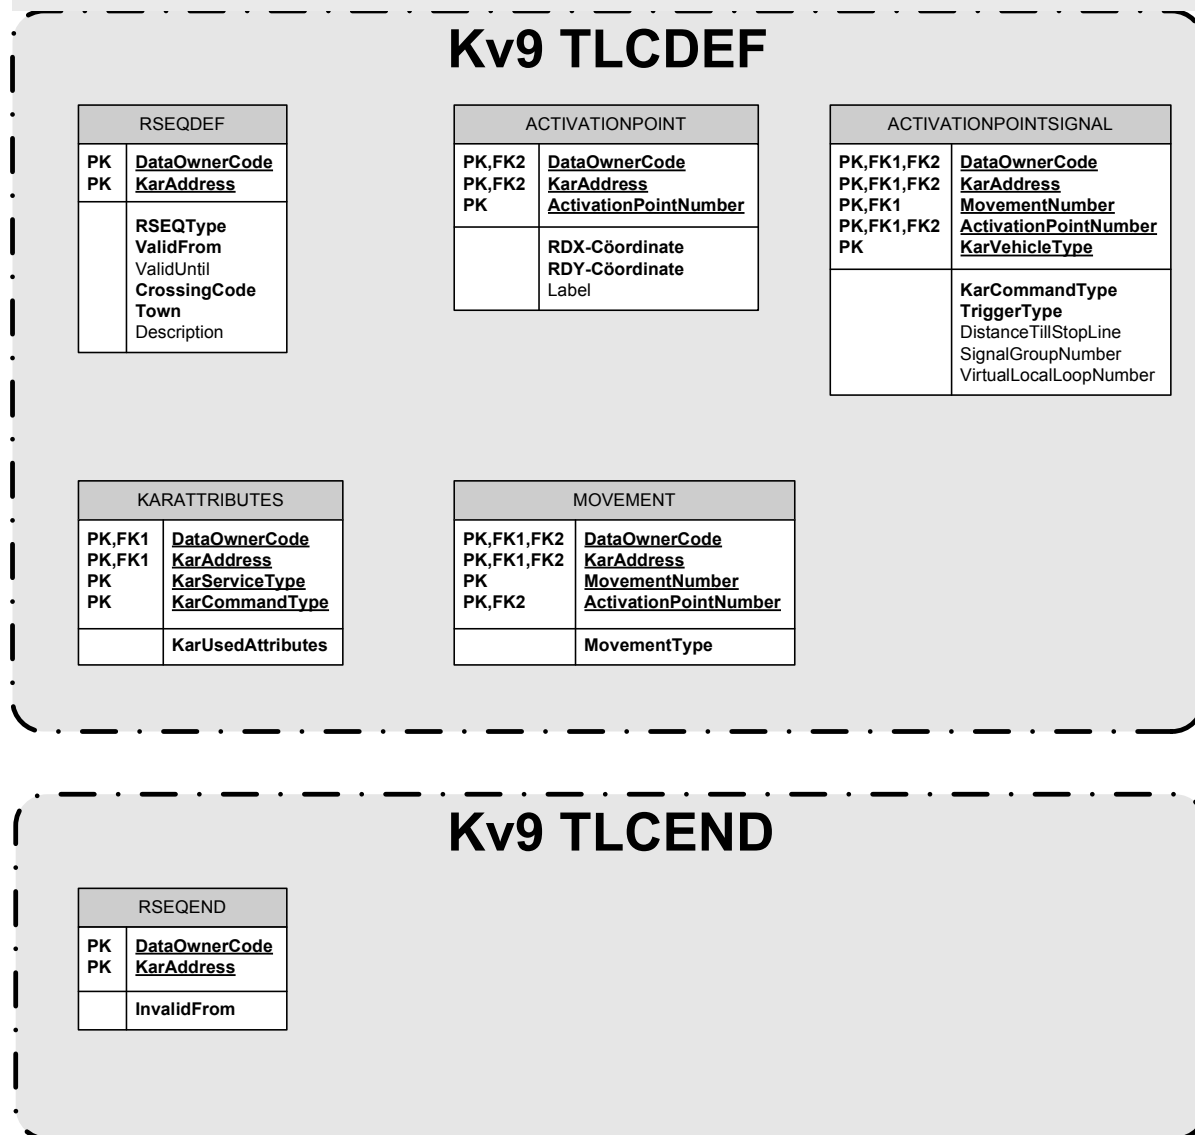 Kv9 TLCDEF
RSEQDEF
PK DataOwnerCode
PK KarAddress
RSEQType
ValidFrom
ValidUntil
CrossingCode
Town
Description
ACTIVATIONPOINT
PK,FK2 DataOwnerCode
PK,FK2 KarAddress
PK ActivationPointNumber
RDX-Cöordinate
RDY-Cöordinate
Label
ACTIVATIONPOINTSIGNAL
PK,FK1,FK2 DataOwnerCode
PK,FK1,FK2 KarAddress
PK,FK1 MovementNumber
PK,FK1,FK2 ActivationPointNumber
PK KarVehicleType
KarCommandType
TriggerType
DistanceTillStopLine
SignalGroupNumber
VirtualLocalLoopNumber
KARATTRIBUTES
PK,FK1 DataOwnerCode
PK,FK1 KarAddress
PK KarServiceType
PK KarCommandType
KarUsedAttributes
MOVEMENT
PK,FK1,FK2 DataOwnerCode
PK,FK1,FK2 KarAddress
PK MovementNumber
PK,FK2 ActivationPointNumber
MovementType
Kv9 TLCEND
RSEQEND
PK DataOwnerCode
PK KarAddress
InvalidFrom